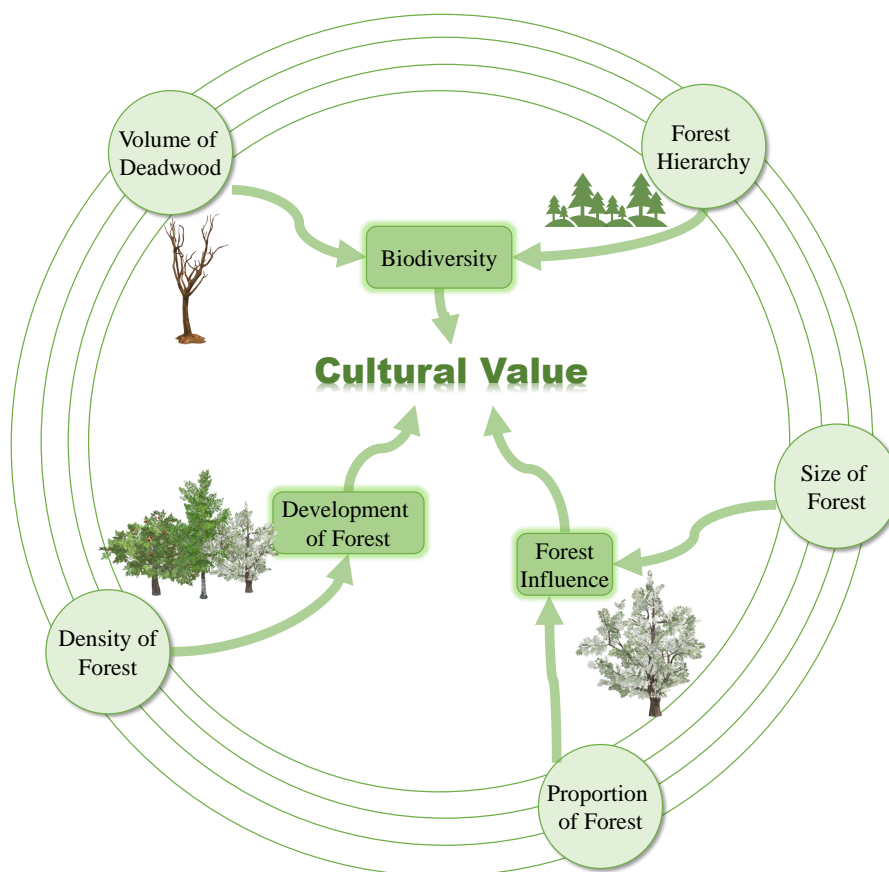 Volume of
Deadwood
Forest
Hierarchy
Biodiversity
Cultural Value
Size of
Forest
Development
of Forest
Forest
Influence
Density of
Forest
Proportion
of Forest